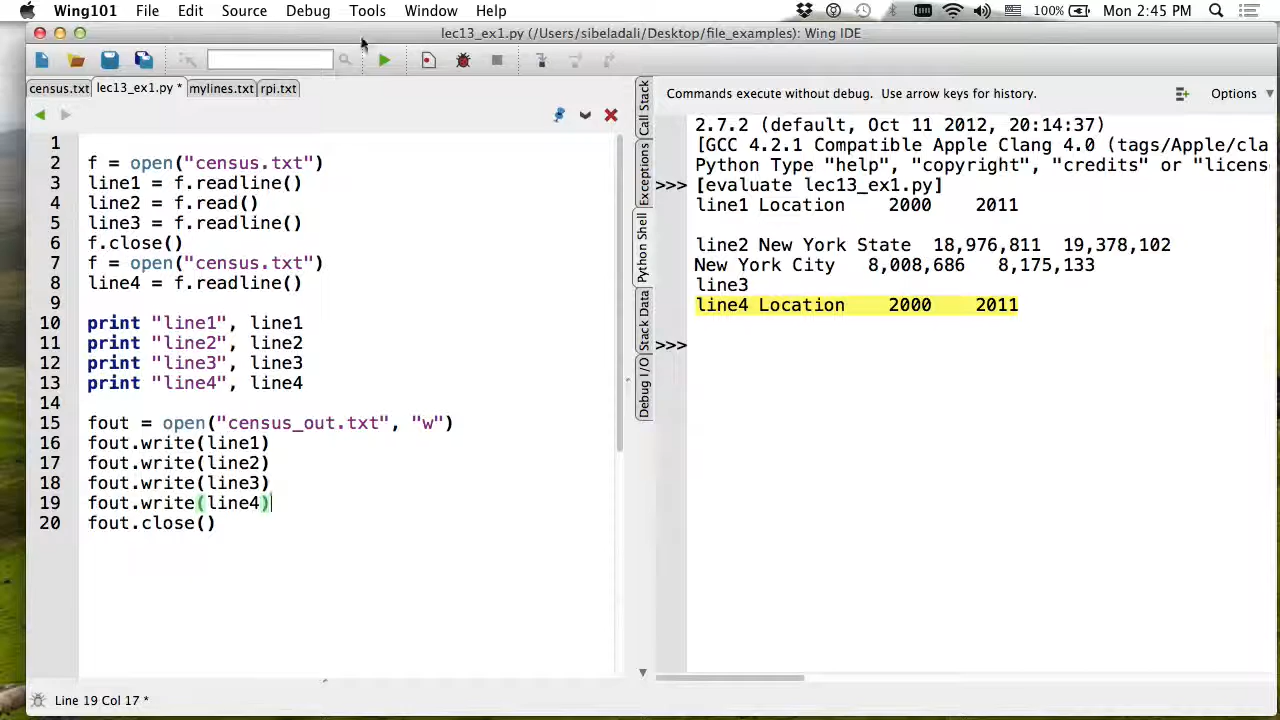 Wing101 File Edit Source Debug Tools Window Help 100% Mon 2:45 PM
lec13_ex1.py (/Users/sibeladali/Desktop/file_examples): Wing IDE
census.txt lec13_ex1.py * mylines.txt rpi.txt
1
2 f = open("census.txt")
3 line1 = f.readline()
4 line2 = f.read()
5 line3 = f.readline()
6 f.close()
7 f = open("census.txt")
8 line4 = f.readline()
9
10 print "line1", line1
11 print "line2", line2
12 print "line3", line3
13 print "line4", line4
14
15 fout = open("census_out.txt", "w")
16 fout.write(line1)
17 fout.write(line2)
18 fout.write(line3)
19 fout.write(line4)
20 fout.close()
Line 19 Col 17 *
Call Stack
Exceptions
Python Shell
Stack Data
Debug I/O
Commands execute without debug. Use arrow keys for history. Options
2.7.2 (default, Oct 11 2012, 20:14:37)
[GCC 4.2.1 Compatible Apple Clang 4.0 (tags/Apple/cla
Python Type "help", "copyright", "credits" or "licens
>>> [evaluate lec13_ex1.py]
line1 Location 2000 2011
line2 New York State 18,976,811 19,378,102
New York City 8,008,686 8,175,133
line3
line4 Location 2000 2011
>>>